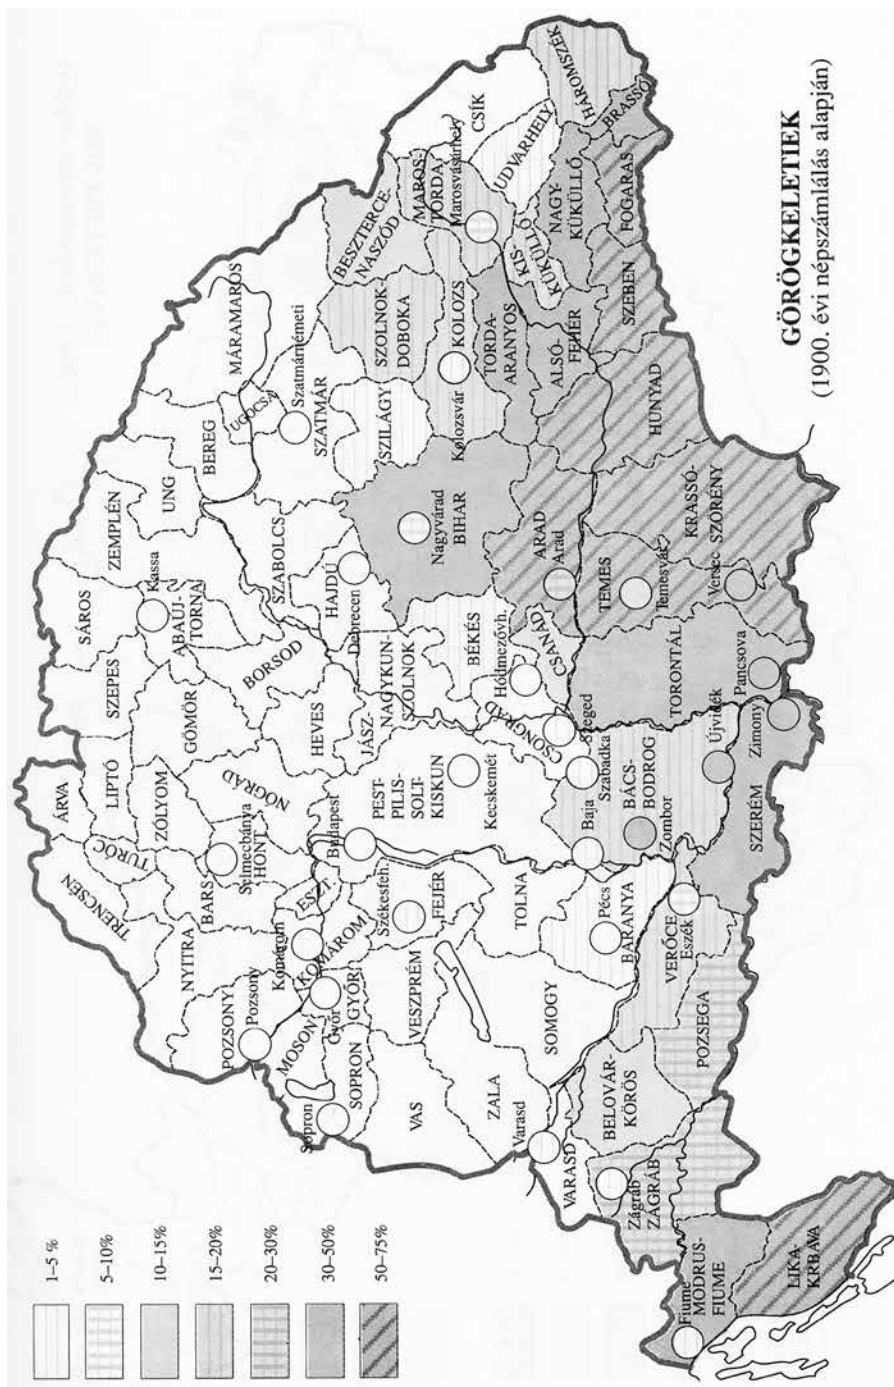 GÖRÖGKELETIEK
(1900. évi népszámlálás alapján)
1–5 %
5–10%
10–15%
15–20%
20–30%
30–50%
50–75%
ÁRVA
TRENCSÉN
TURÓC
LIPTÓ
SZEPES
SÁROS
ZEMPLÉN
UNG
BEREG
MÁRAMAROS
UGOCSA
NYITRA
BARS
ZÓLYOM
GÖMÖR
ABAÚJ-
TORNA
Kassa
Selmecbánya
HONT
NÓGRÁD
BORSOD
HEVES
SZABOLCS
SZATMÁR
Szatmárnémeti
POZSONY
Pozsony
Komárom
KOMÁROM
ESZT.
Budapest
MOSON
Győr
GYŐR
Sopron
SOPRON
VAS
VESZPRÉM
Székesfeh.
FEJÉR
PEST-
PILIS-
SOLT-
KISKUN
Kecskemét
JÁSZ-
NAGYKUN-
SZOLNOK
HAJDÚ
Debrecen
SZILÁGY
SZOLNOK-
DOBOKA
BESZTERCE-
NASZÓD
Nagyvárad
BIHAR
Kolozsvár
KOLOZS
MAROS-
TORDA
Marosvásárhely
CSÍK
UDVARHELY
HÁROMSZÉK
BRASSÓ
FOGARAS
NAGY-
KÜKÜLLŐ
KIS
KÜKÜLLŐ
TORDA-
ARANYOS
ALSÓ-
FEHÉR
SZEBEN
HUNYAD
KRASSÓ-
SZÖRÉNY
ARAD
Arad
TEMES
Temesvár
Versec
BÉKÉS
CSANÁD
Hódmezővh.
CSONGRÁD
Szeged
TORONTÁL
Pancsova
ZALA
SOMOGY
TOLNA
Pécs
BARANYA
Baja
Szabadka
BÁCS-
BODROG
Zombor
Újvidék
Zimony
SZERÉM
VERŐCE
Eszék
POZSEGA
BELOVÁR-
KŐRÖS
Varasd
VARASD
Zágráb
ZÁGRÁB
Fiume
MODRUS-
FIUME
LIKA-
KRBAVA